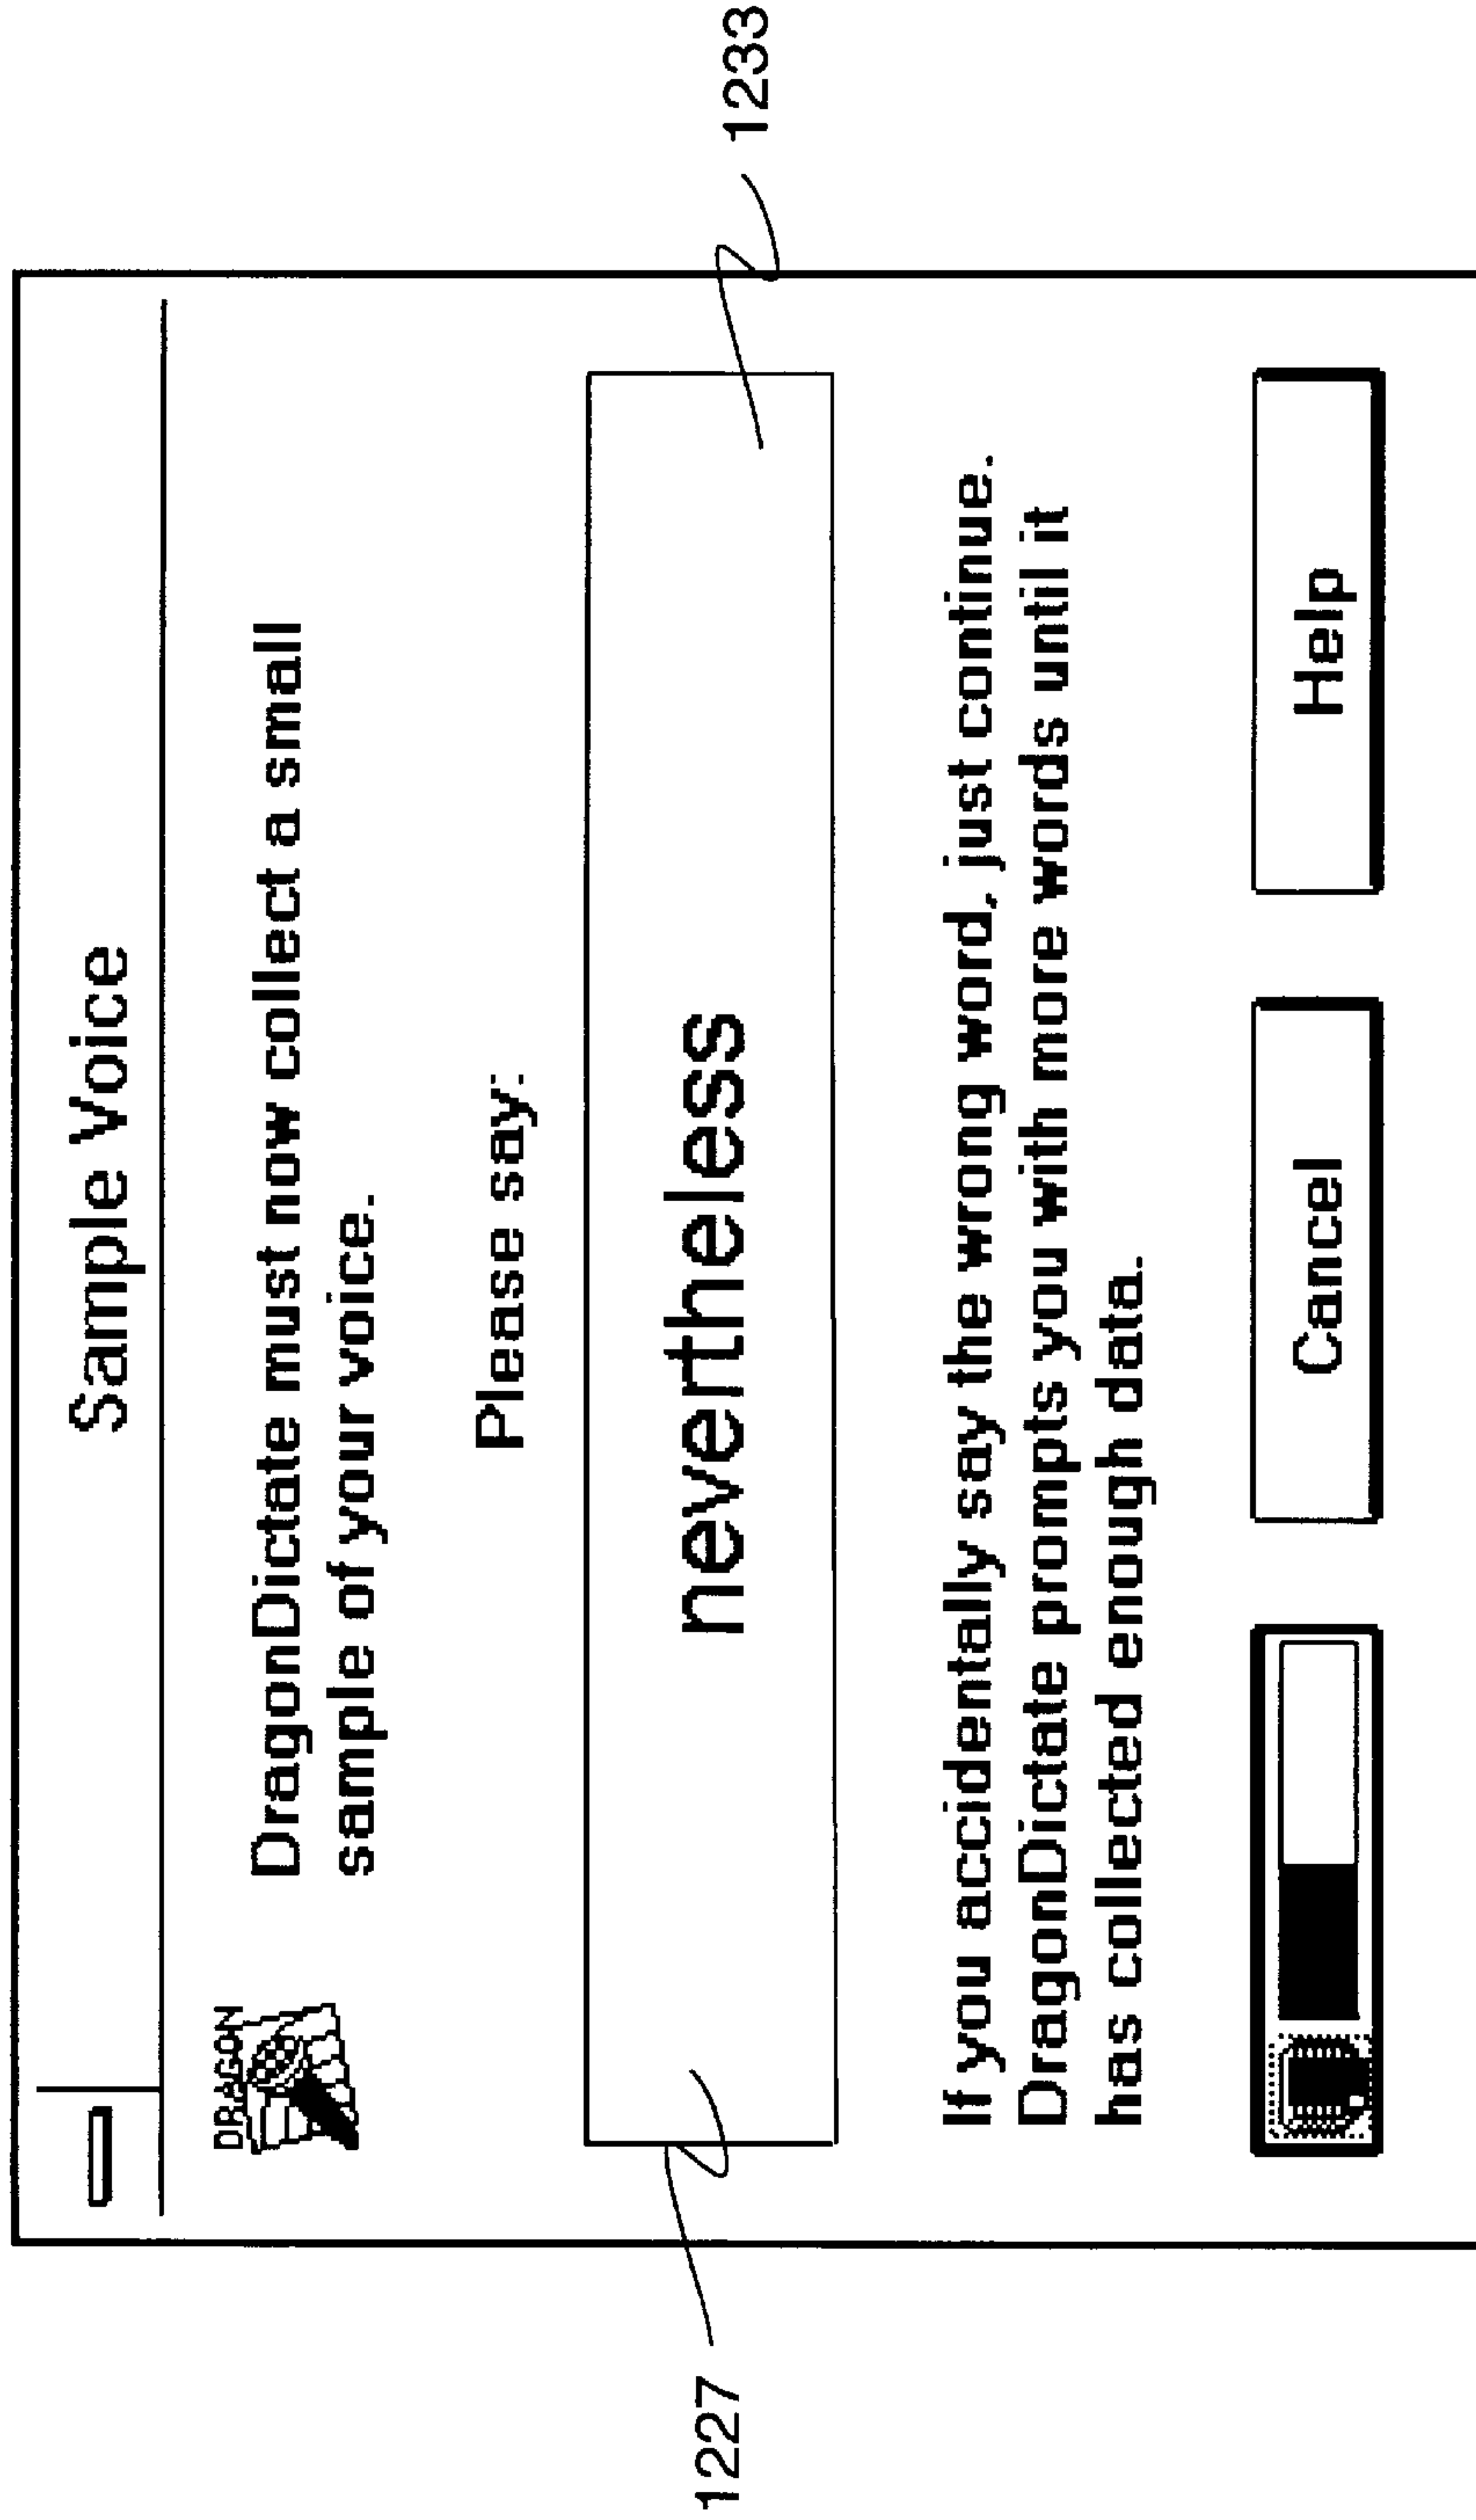 Sample Voice
DRAGON
DragonDictate must now collect a small
sample of your voice.
Please say:
nevertheless
1227
1233
If you accidentally say the wrong word, just continue.
DragonDictate prompts you with more words until it
has collected enough data.
Cancel
Help